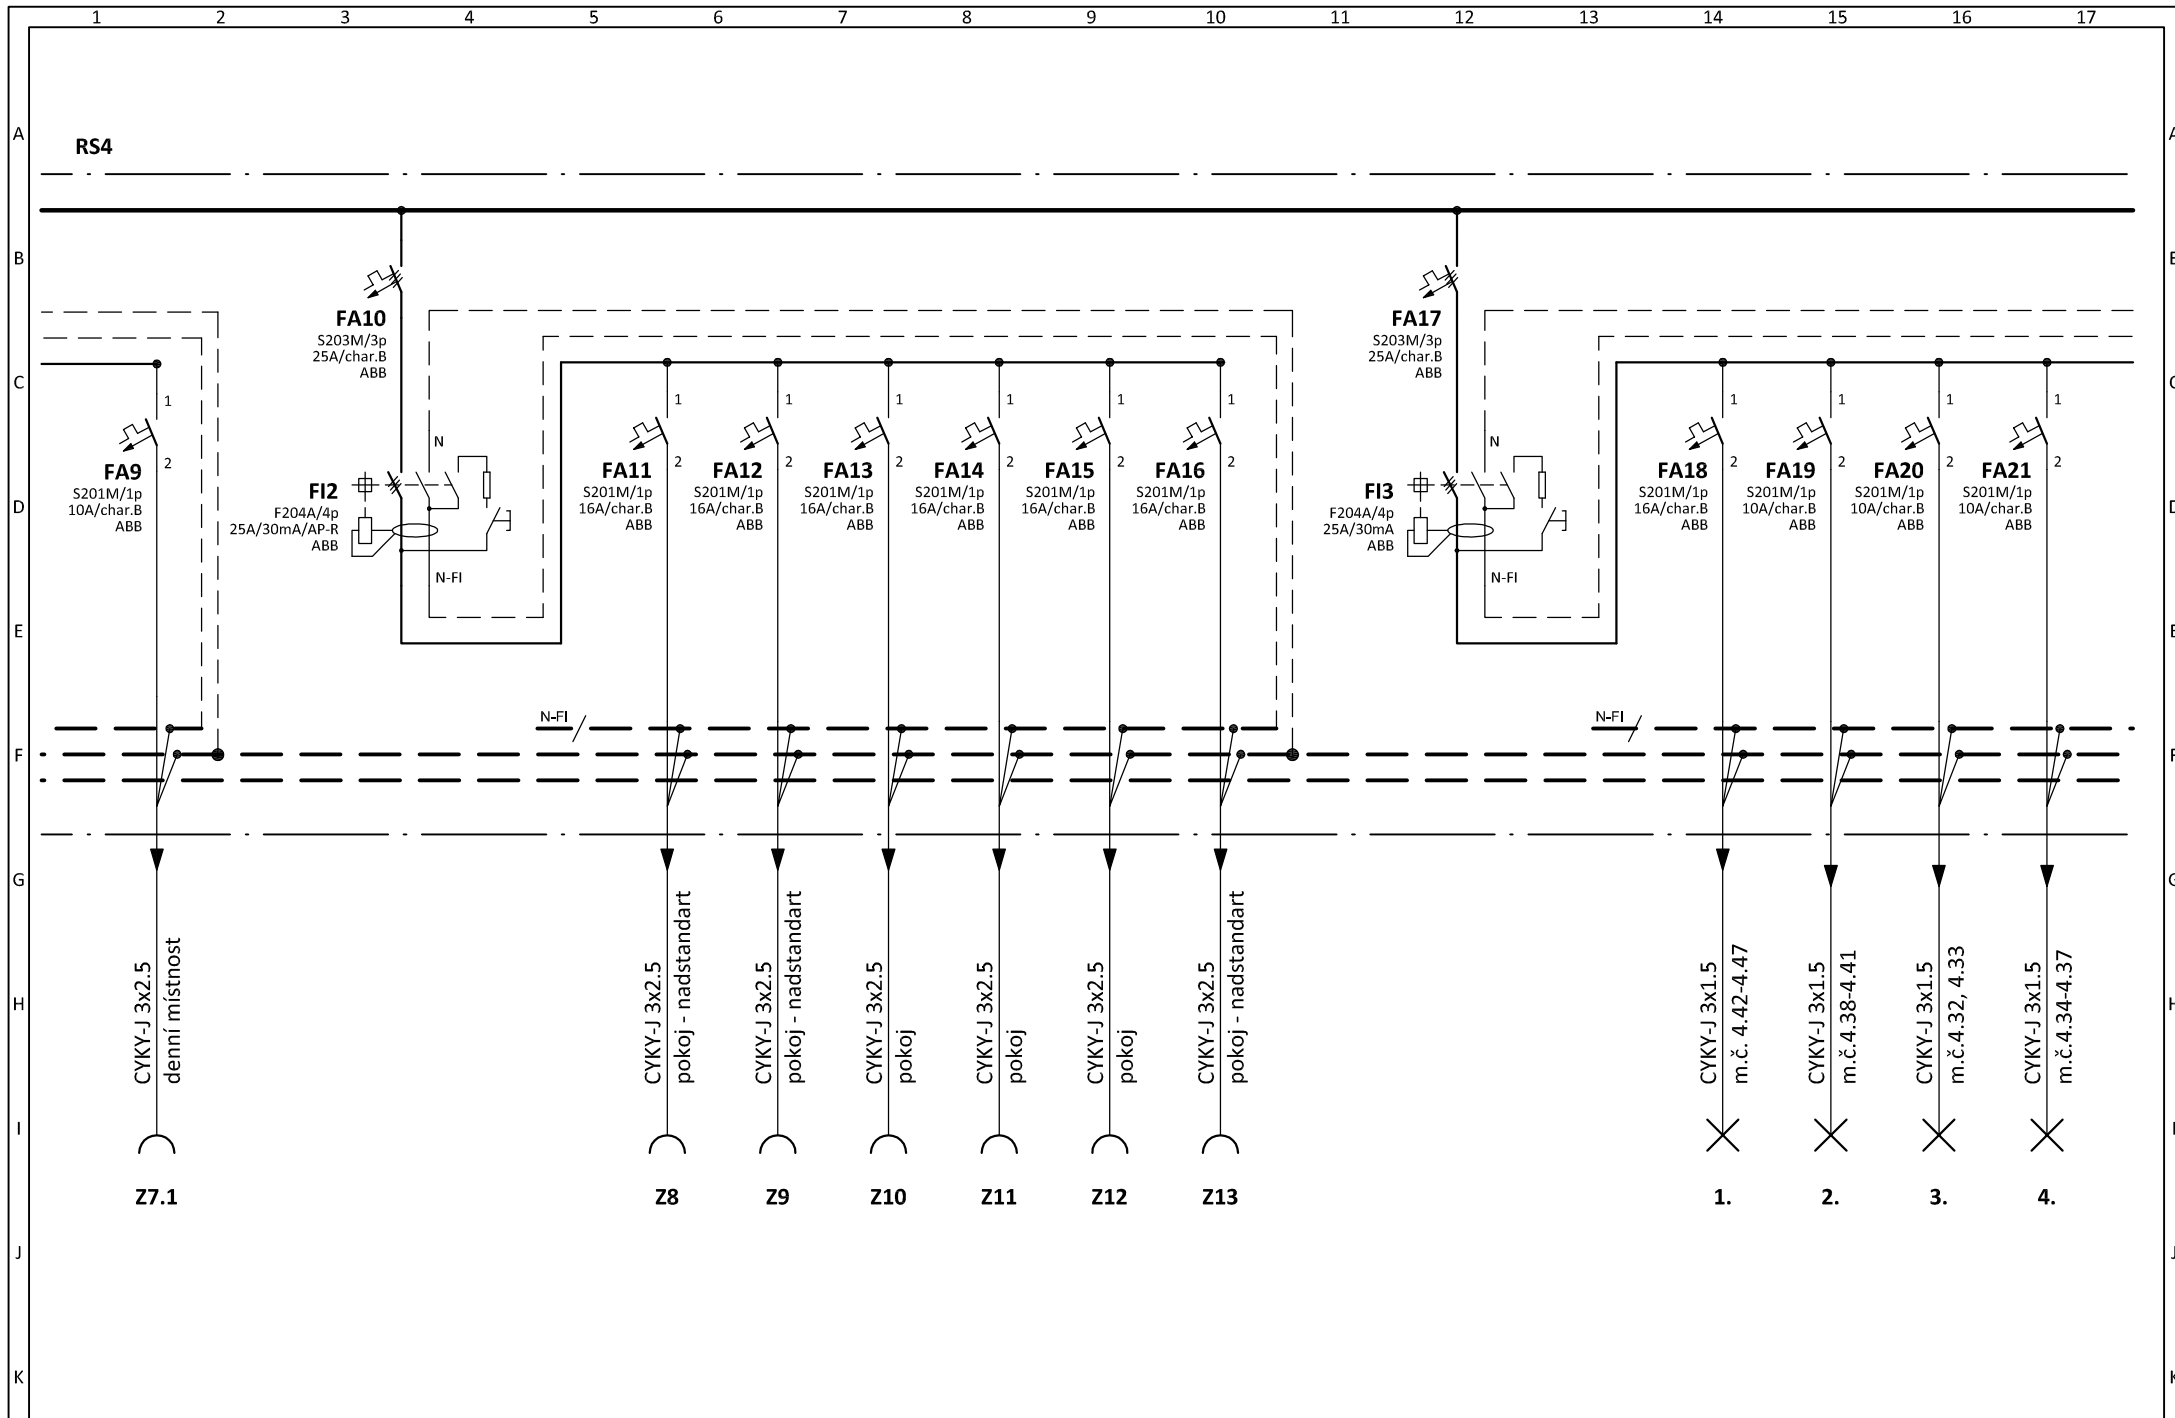 1 2 3 4 5 6 7 8 9 10 11 12 13 14 15 16 17
A
RS4
B
C
D
E
F
G
H
I
J
K
FA9
S201M/1p
10A/char.B
ABB
1
2
FA10
S203M/3p
25A/char.B
ABB
FI2
F204A/4p
25A/30mA/AP-R
ABB
N
N-FI
FA11
S201M/1p
16A/char.B
ABB
1
2
FA12
S201M/1p
16A/char.B
ABB
1
2
FA13
S201M/1p
16A/char.B
ABB
1
2
FA14
S201M/1p
16A/char.B
ABB
1
2
FA15
S201M/1p
16A/char.B
ABB
1
2
FA16
S201M/1p
16A/char.B
ABB
1
2
FA17
S203M/3p
25A/char.B
ABB
FI3
F204A/4p
25A/30mA
ABB
N
N-FI
FA18
S201M/1p
16A/char.B
ABB
1
2
FA19
S201M/1p
10A/char.B
ABB
1
2
FA20
S201M/1p
10A/char.B
ABB
1
2
FA21
S201M/1p
10A/char.B
ABB
1
2
N-FI
N-FI
CYKY-J 3x2.5
denní místnost
CYKY-J 3x2.5
pokoj - nadstandart
CYKY-J 3x2.5
pokoj - nadstandart
CYKY-J 3x2.5
pokoj
CYKY-J 3x2.5
pokoj
CYKY-J 3x2.5
pokoj
CYKY-J 3x2.5
pokoj - nadstandart
CYKY-J 3x1.5
m.č. 4.42-4.47
CYKY-J 3x1.5
m.č.4.38-4.41
CYKY-J 3x1.5
m.č.4.32, 4.33
CYKY-J 3x1.5
m.č.4.34-4.37
Z7.1 Z8 Z9 Z10 Z11 Z12 Z13 1. 2. 3. 4.
A
B
C
D
E
F
G
H
I
J
K